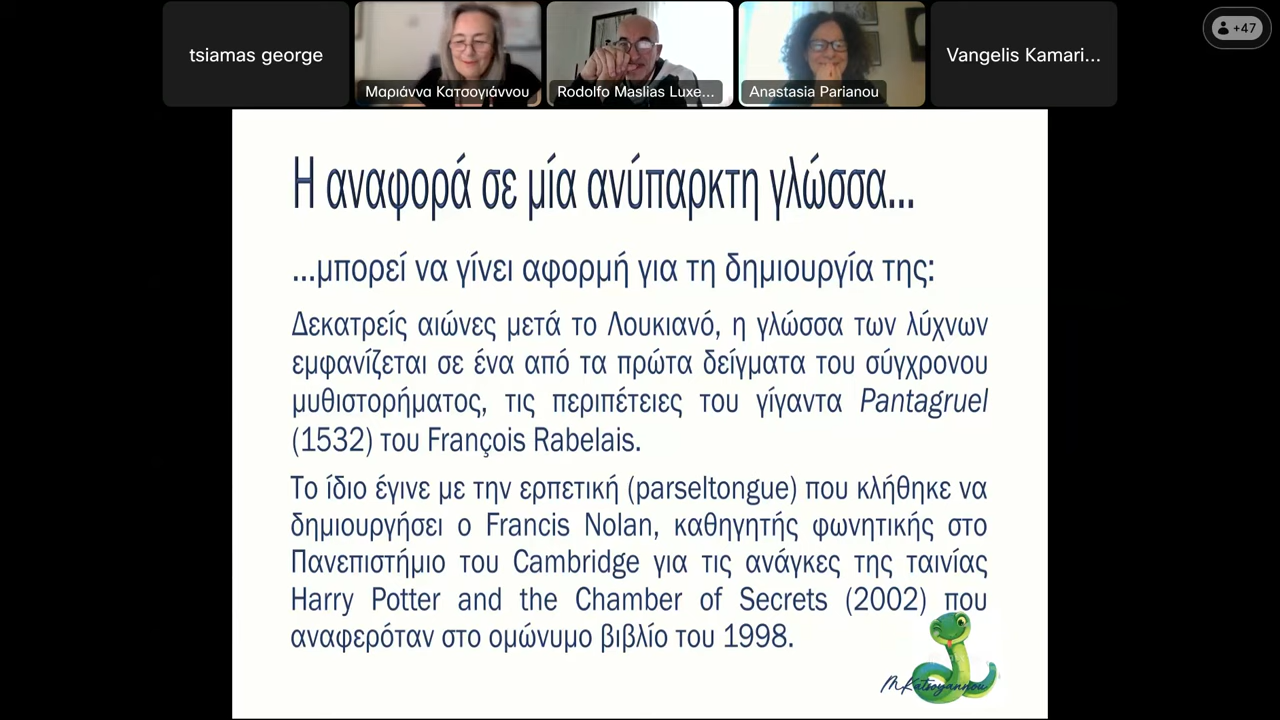 tsiamas george
Μαριάννα Κατσογιάννου
Rodolfo Maslias Luxe...
Anastasia Parianou
Vangelis Kamari...
+47
Η αναφορά σε μία ανύπαρκτη γλώσσα...
...μπορεί να γίνει αφορμή για τη δημιουργία της:
Δεκατρείς αιώνες μετά το Λουκιανό, η γλώσσα των λύχνων
εμφανίζεται σε ένα από τα πρώτα δείγματα του σύγχρονου
μυθιστορήματος, τις περιπέτειες του γίγαντα Pantagruel
(1532) του François Rabelais.
Το ίδιο έγινε με την ερπετική (parseltongue) που κλήθηκε να
δημιουργήσει ο Francis Nolan, καθηγητής φωνητικής στο
Πανεπιστήμιο του Cambridge για τις ανάγκες της ταινίας
Harry Potter and the Chamber of Secrets (2002) που
αναφερόταν στο ομώνυμο βιβλίο του 1998.
MKatsoyannou